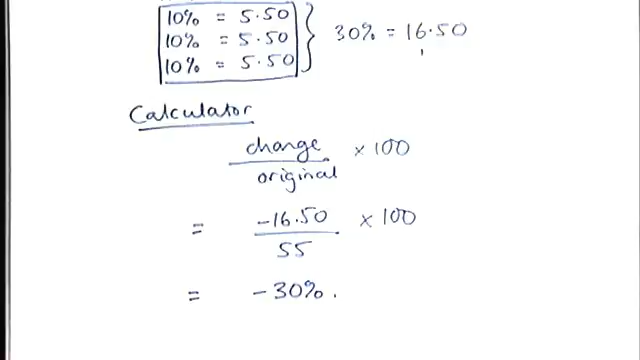 10% = 5.50
10% = 5.50 } 30% = 16.50
10% = 5.50
Calculator
change/original × 100
= -16.50/55 × 100
= -30%.